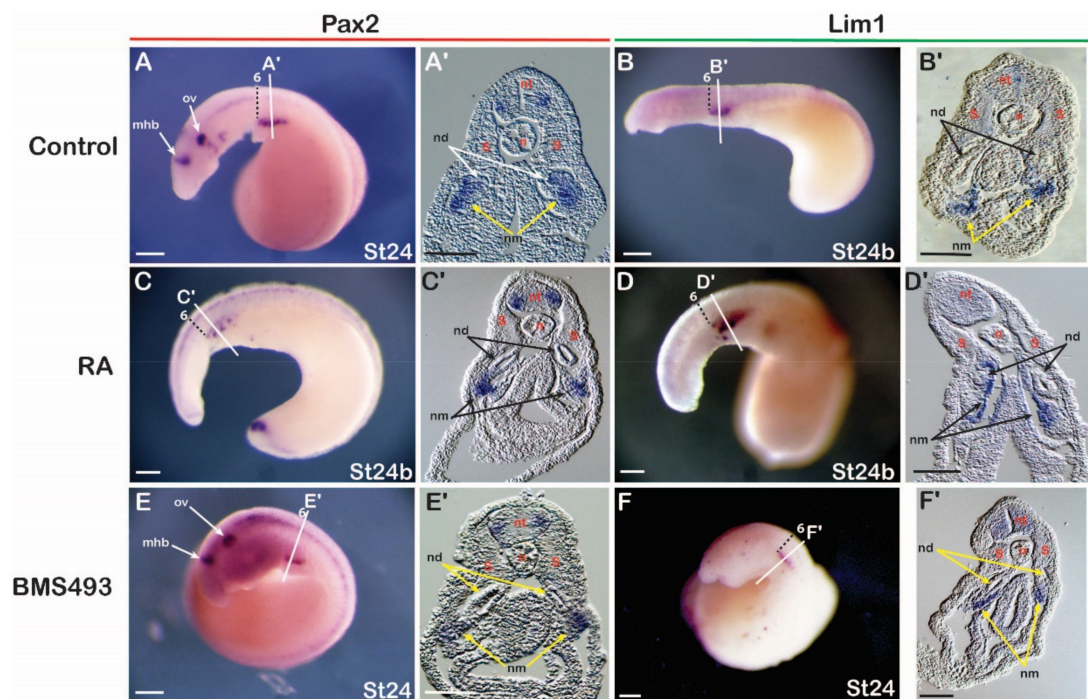 Pax2
Lim1
Control
A
A'
6
ov
mhb
St24
A'
nt
nd
S
n
S
nm
B
B'
6
St24b
B'
nt
nd
S
n
S
nm
RA
C
C'
6
St24b
C'
nt
nd
n
S
nm
D
D'
6
St24b
D'
nt
n
S
S
nd
nm
BMS493
E
E'
6
ov
mhb
St24
E'
nt
nd
S
n
S
nm
F
6
F'
St24
F'
nt
nd
S
n
S
nm